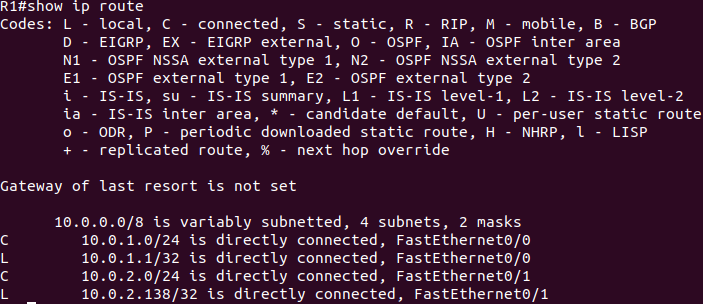 R1#show ip route
Codes: L - local, C - connected, S - static, R - RIP, M - mobile, B - BGP
       D - EIGRP, EX - EIGRP external, O - OSPF, IA - OSPF inter area
       N1 - OSPF NSSA external type 1, N2 - OSPF NSSA external type 2
       E1 - OSPF external type 1, E2 - OSPF external type 2
       i - IS-IS, su - IS-IS summary, L1 - IS-IS level-1, L2 - IS-IS level-2
       ia - IS-IS inter area, * - candidate default, U - per-user static route
       o - ODR, P - periodic downloaded static route, H - NHRP, l - LISP
       + - replicated route, % - next hop override

Gateway of last resort is not set

      10.0.0.0/8 is variably subnetted, 4 subnets, 2 masks
C        10.0.1.0/24 is directly connected, FastEthernet0/0
L        10.0.1.1/32 is directly connected, FastEthernet0/0
C        10.0.2.0/24 is directly connected, FastEthernet0/1
L        10.0.2.138/32 is directly connected, FastEthernet0/1